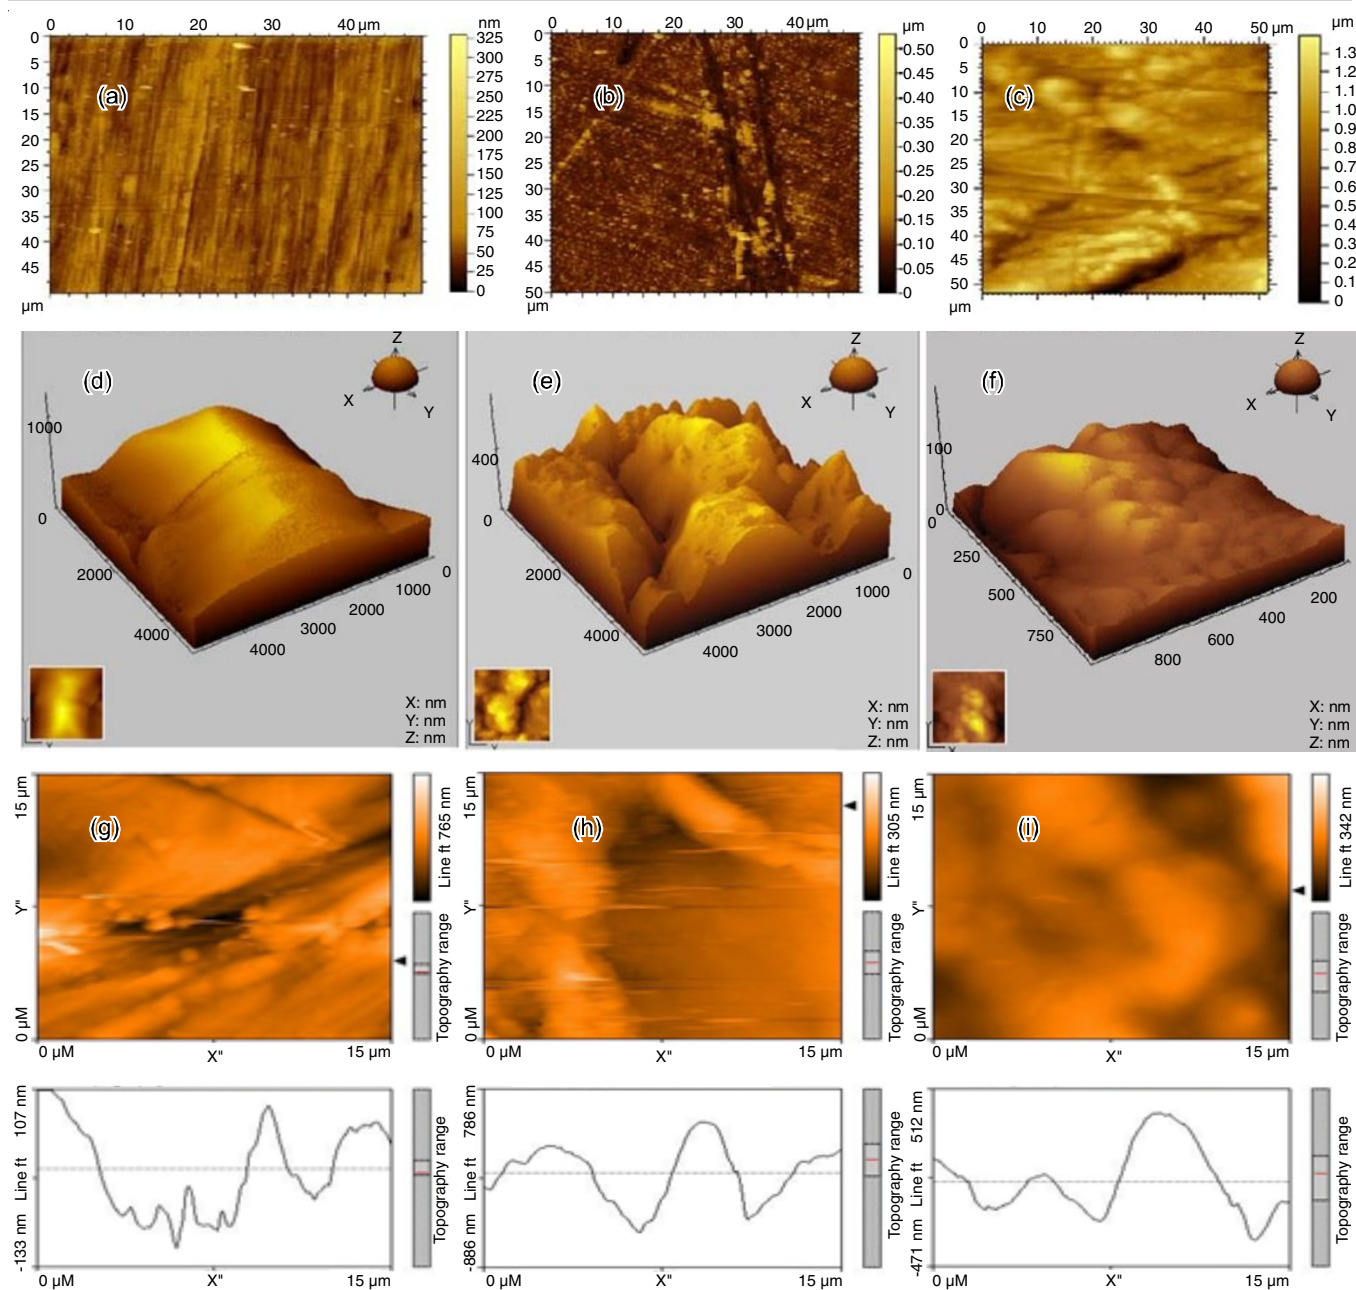 0 10 20 30 40 μm nm
0 5 10 15 20 25 30 35 40 45 μm
325 300 275 250 225 200 175 150 125 100 75 50 25 0
(a)
0 10 20 30 40 μm μm
0 5 10 15 20 25 30 35 40 45 50 μm
0.50 0.45 0.40 0.35 0.30 0.25 0.20 0.15 0.10 0.05 0
(b)
0 10 20 30 40 50 μm μm
0 5 10 15 20 25 30 35 40 45 50 μm
1.3 1.2 1.1 1.0 0.9 0.8 0.7 0.6 0.5 0.4 0.3 0.2 0.1 0
(c)
(d)
Z
X
Y
1000
0
2000
4000
0
1000
2000
3000
4000
X: nm
Y: nm
Z: nm
(e)
Z
X
Y
400
0
2000
4000
0
1000
2000
3000
4000
X: nm
Y: nm
Z: nm
(f)
Z
X
Y
100
0
0
250
500
750
200
400
600
800
X: nm
Y: nm
Z: nm
(g)
15 μm
Y"
0 μM
0 μM X" 15 μm
Line ft 765 nm
Topography range
(h)
15 μm
Y"
0 μM
0 μM X" 15 μm
Line ft 305 nm
Topography range
(i)
15 μm
Y"
0 μM
0 μM X" 15 μm
Line ft 342 nm
Topography range
-133 nm Line ft 107 nm
0 μM X" 15 μm
Topography range
-886 nm Line ft 786 nm
0 μM X" 15 μm
Topography range
-471 nm Line ft 512 nm
0 μM X" 15 μm
Topography range